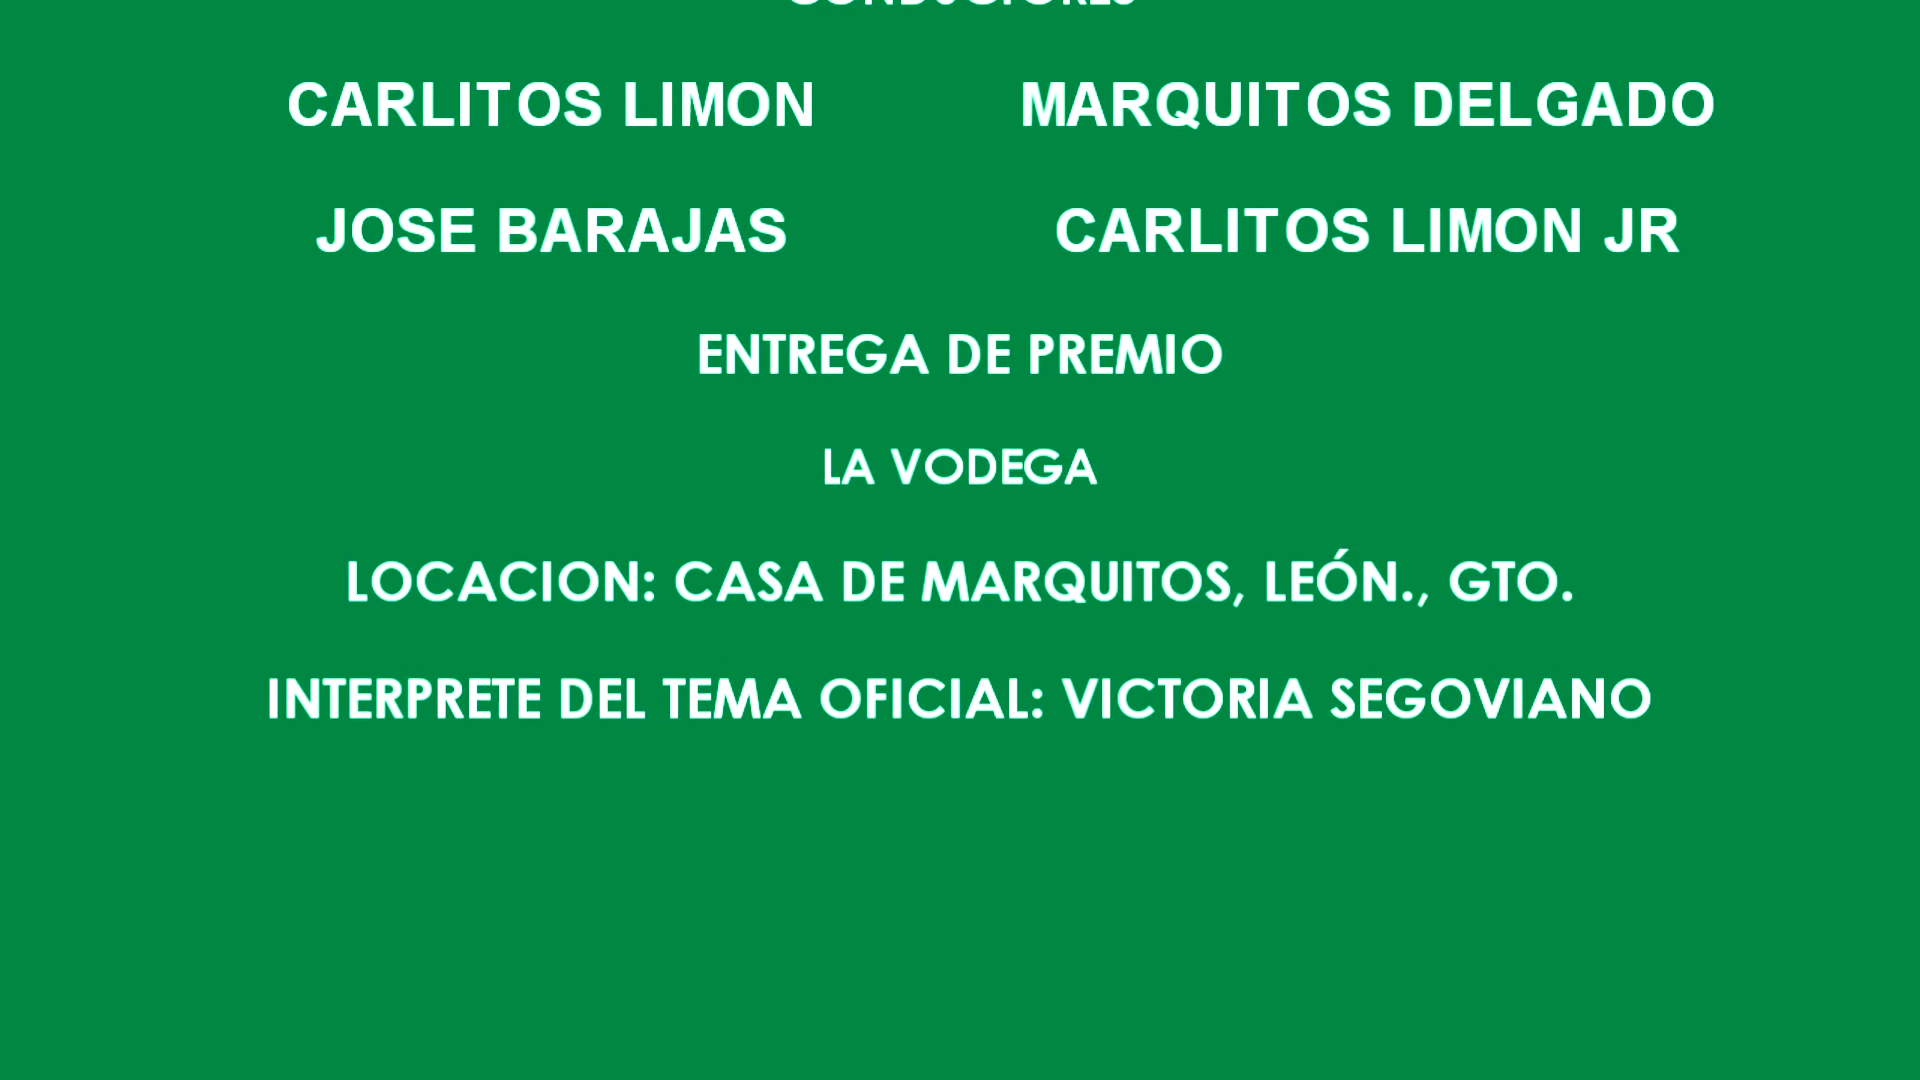 CARLITOS LIMON MARQUITOS DELGADO
JOSE BARAJAS CARLITOS LIMON JR
ENTREGA DE PREMIO
LA VODEGA
LOCACION: CASA DE MARQUITOS, LEÓN., GTO.
INTERPRETE DEL TEMA OFICIAL: VICTORIA SEGOVIANO